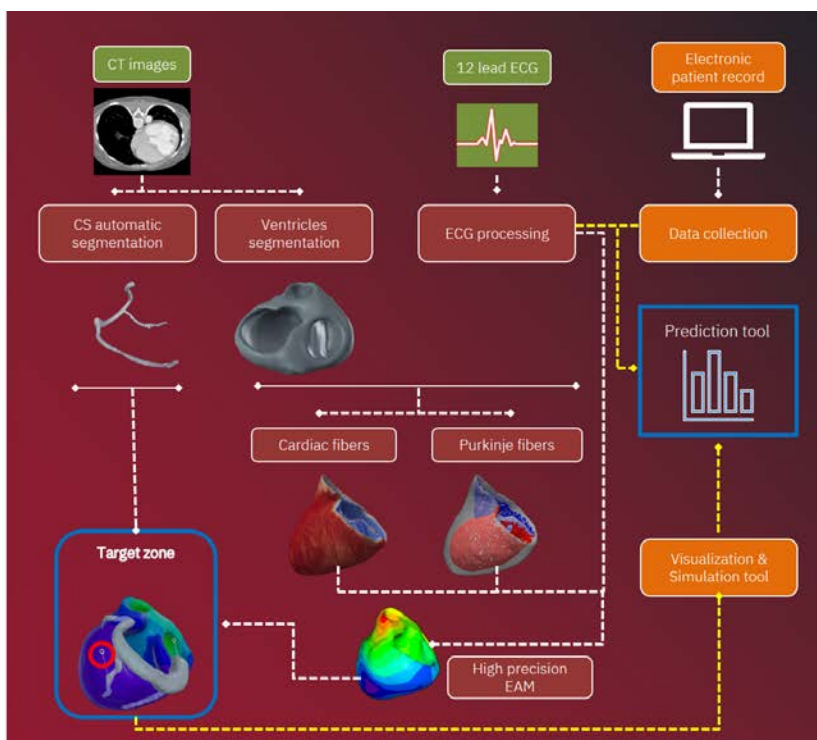 CT images
12 lead ECG
Electronic
patient record
CS automatic
segmentation
Ventricles
segmentation
ECG processing
Data collection
Prediction tool
Cardiac fibers
Purkinje fibers
Target zone
Visualization &
Simulation tool
High precision
EAM